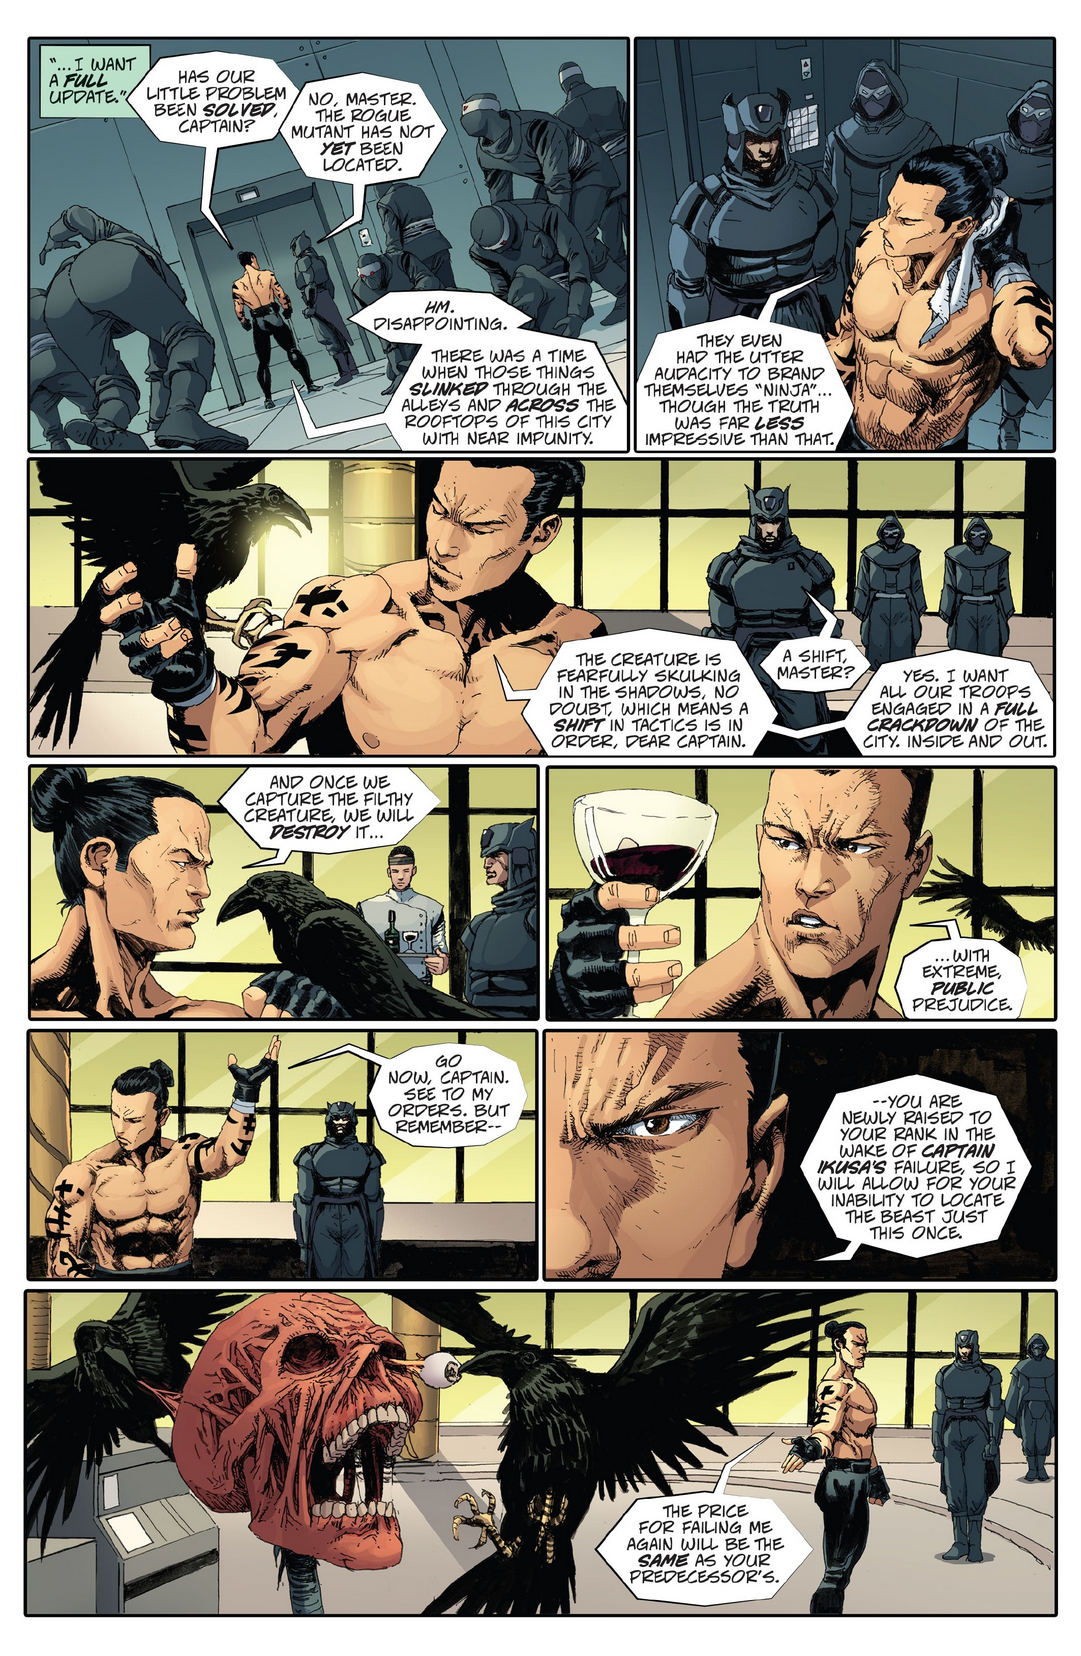 "...I WANT
A FULL
UPDATE."
HAS OUR
LITTLE PROBLEM
BEEN SOLVED,
CAPTAIN?
NO, MASTER.
THE ROGUE
MUTANT HAS NOT
YET BEEN
LOCATED.
HM.
DISAPPOINTING.
THERE WAS A TIME
WHEN THOSE THINGS
SLINKED THROUGH THE
ALLEYS AND ACROSS THE
ROOFTOPS OF THIS CITY
WITH NEAR IMPUNITY.
THEY EVEN
HAD THE UTTER
AUDACITY TO BRAND
THEMSELVES "NINJA"...
THOUGH THE TRUTH
WAS FAR LESS
IMPRESSIVE THAN THAT.
THE CREATURE IS
FEARFULLY SKULKING
IN THE SHADOWS, NO
DOUBT, WHICH MEANS A
SHIFT IN TACTICS IS IN
ORDER, DEAR CAPTAIN.
A SHIFT,
MASTER?
YES. I WANT
ALL OUR TROOPS
ENGAGED IN A FULL
CRACKDOWN OF THE
CITY. INSIDE AND OUT.
AND ONCE WE
CAPTURE THE FILTHY
CREATURE, WE WILL
DESTROY IT...
...WITH
EXTREME,
PUBLIC
PREJUDICE.
GO
NOW, CAPTAIN.
SEE TO MY
ORDERS. BUT
REMEMBER--
--YOU ARE
NEWLY RAISED TO
YOUR RANK IN THE
WAKE OF CAPTAIN
IKUSA'S FAILURE, SO I
WILL ALLOW FOR YOUR
INABILITY TO LOCATE
THE BEAST JUST
THIS ONCE.
THE PRICE
FOR FAILING ME
AGAIN WILL BE THE
SAME AS YOUR
PREDECESSOR'S.